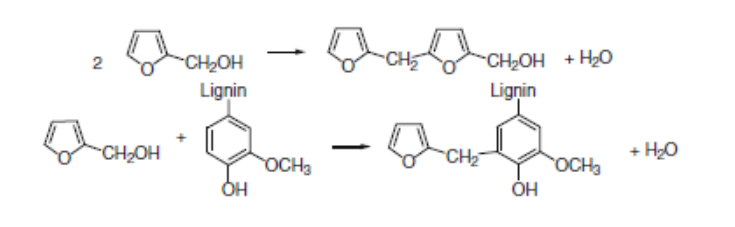 2 O CH₂OH → O CH₂ O CH₂OH + H₂O
Lignin Lignin
O CH₂OH + OCH₃ OH → O CH₂ OCH₃ OH + H₂O